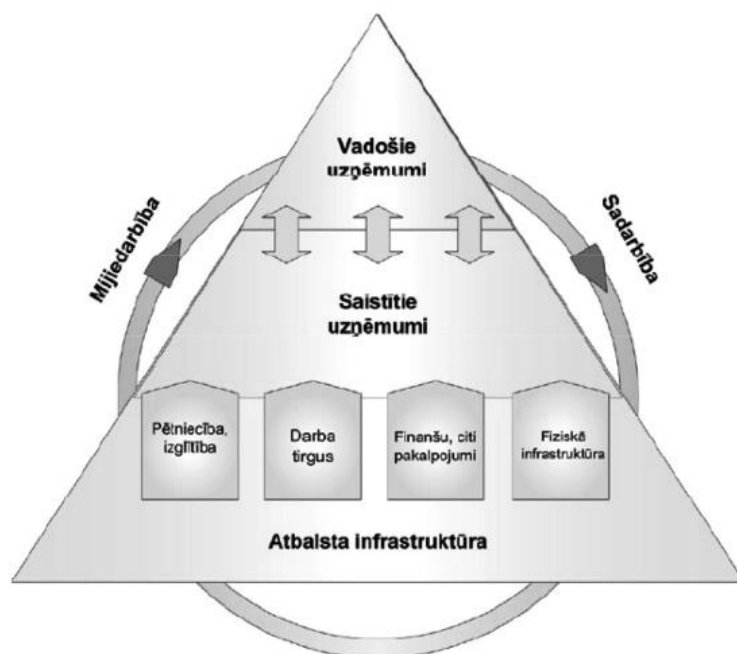 Vadošie
uzņēmumi
Mijiedarbība
Sadarbība
Saistītie
uzņēmumi
Pētniecība,
izglītība
Darba
tirgus
Finanšu, citi
pakalpojumi
Fiziskā
infrastruktūra
Atbalsta infrastruktūra